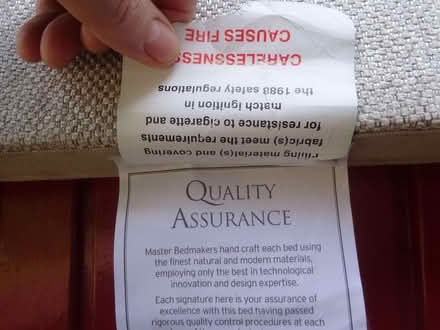 material(s) and covering
fabric(s) meet the requirements
for resistance to cigarette and
match ignition in
the 1988 safety regulations
CARELESSNESS
CAUSES FIRE
QUALITY
ASSURANCE
Master Bedmakers hand craft each bed using
the finest natural and modern materials,
employing only the best in technological
innovation and design expertise.
Each signature here is your assurance of
excellence with this bed having passed
rigorous quality control procedures at each